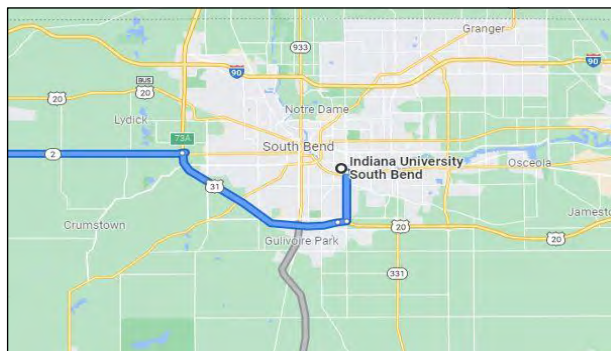 Granger
933
90
90
BUS
20
20
Notre Dame
Lydick
73A
South Bend
2
Indiana University
South Bend
Osceola
31
Crumstown
Jamesto
20
Gulivoire Park
331